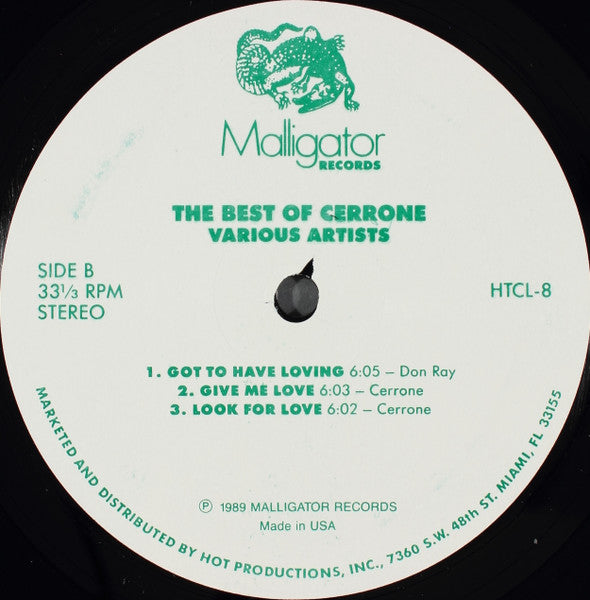 Malligator
RECORDS
THE BEST OF CERRONE
VARIOUS ARTISTS
SIDE B
33⅓ RPM
STEREO
HTCL-8
1. GOT TO HAVE LOVING 6:05 – Don Ray
2. GIVE ME LOVE 6:03 – Cerrone
3. LOOK FOR LOVE 6:02 – Cerrone
℗ 1989 MALLIGATOR RECORDS
Made in USA
MARKETED AND DISTRIBUTED BY HOT PRODUCTIONS, INC., 7360 S.W. 48th ST. MIAMI, FL 33155